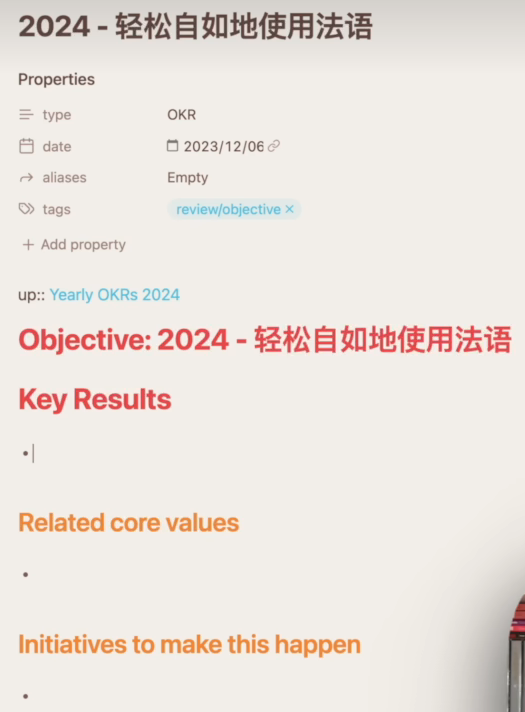 2024 - 轻松自如地使用法语
Properties
type OKR
date 2023/12/06
aliases Empty
tags review/objective ×
+ Add property
up:: Yearly OKRs 2024
Objective: 2024 - 轻松自如地使用法语
Key Results
•
Related core values
•
Initiatives to make this happen
•